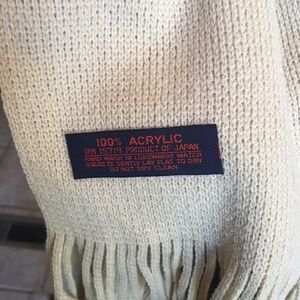 100% ACRYLIC
RN 15719 PRODUCT OF JAPAN
HAND WASH IN LUKEWARM WATER
SQUEEZE GENTLY LAY FLAT TO DRY
DO NOT DRY CLEAN